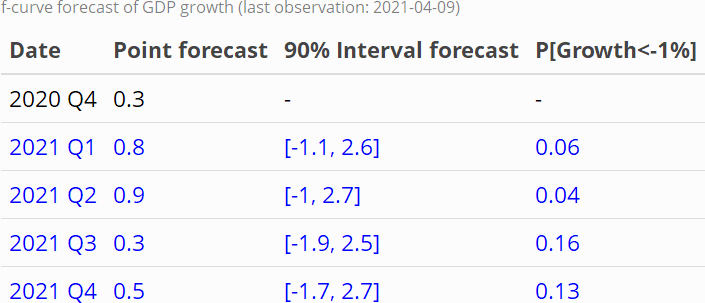 f-curve forecast of GDP growth (last observation: 2021-04-09)
Date Point forecast 90% Interval forecast P[Growth<-1%]
2020 Q4 0.3 - -
2021 Q1 0.8 [-1.1, 2.6] 0.06
2021 Q2 0.9 [-1, 2.7] 0.04
2021 Q3 0.3 [-1.9, 2.5] 0.16
2021 Q4 0.5 [-1.7, 2.7] 0.13